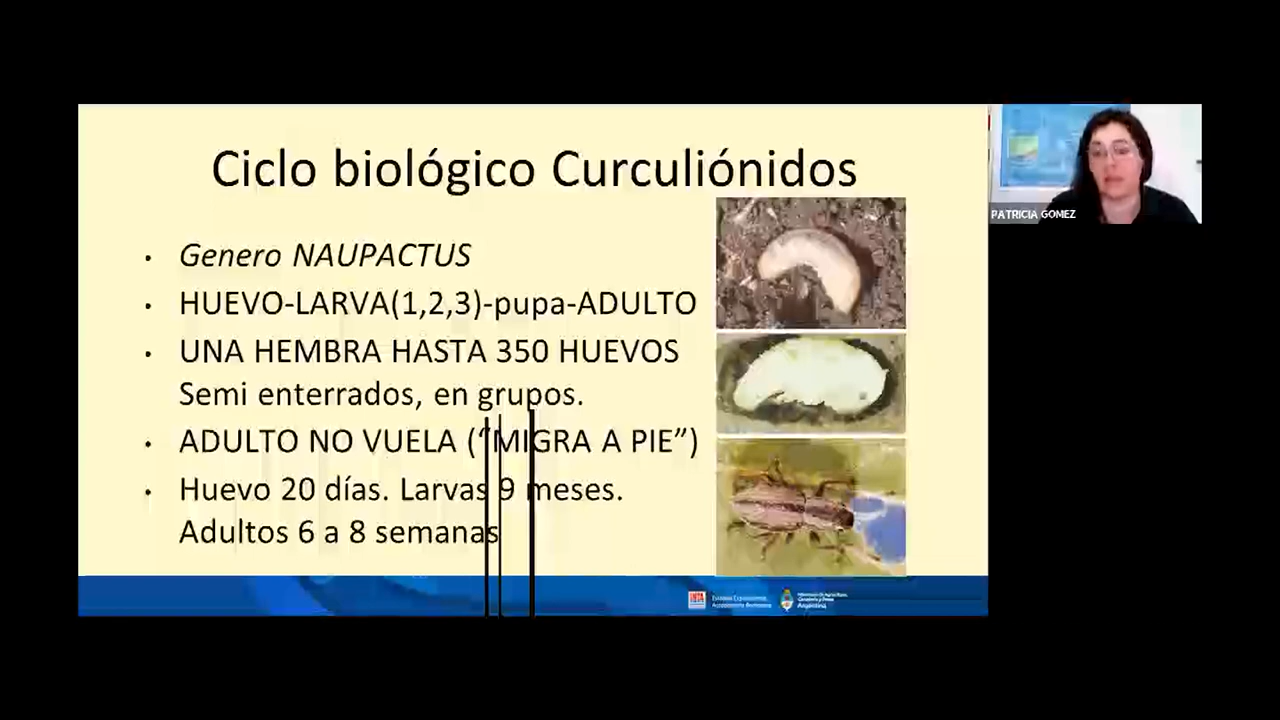 Ciclo biológico Curculiónidos
• Genero NAUPACTUS
• HUEVO-LARVA(1,2,3)-pupa-ADULTO
• UNA HEMBRA HASTA 350 HUEVOS
Semi enterrados, en grupos.
• ADULTO NO VUELA (“MIGRA A PIE”)
• Huevo 20 días. Larvas 9 meses.
Adultos 6 a 8 semanas
INTA
Argentina
PATRICIA GOMEZ